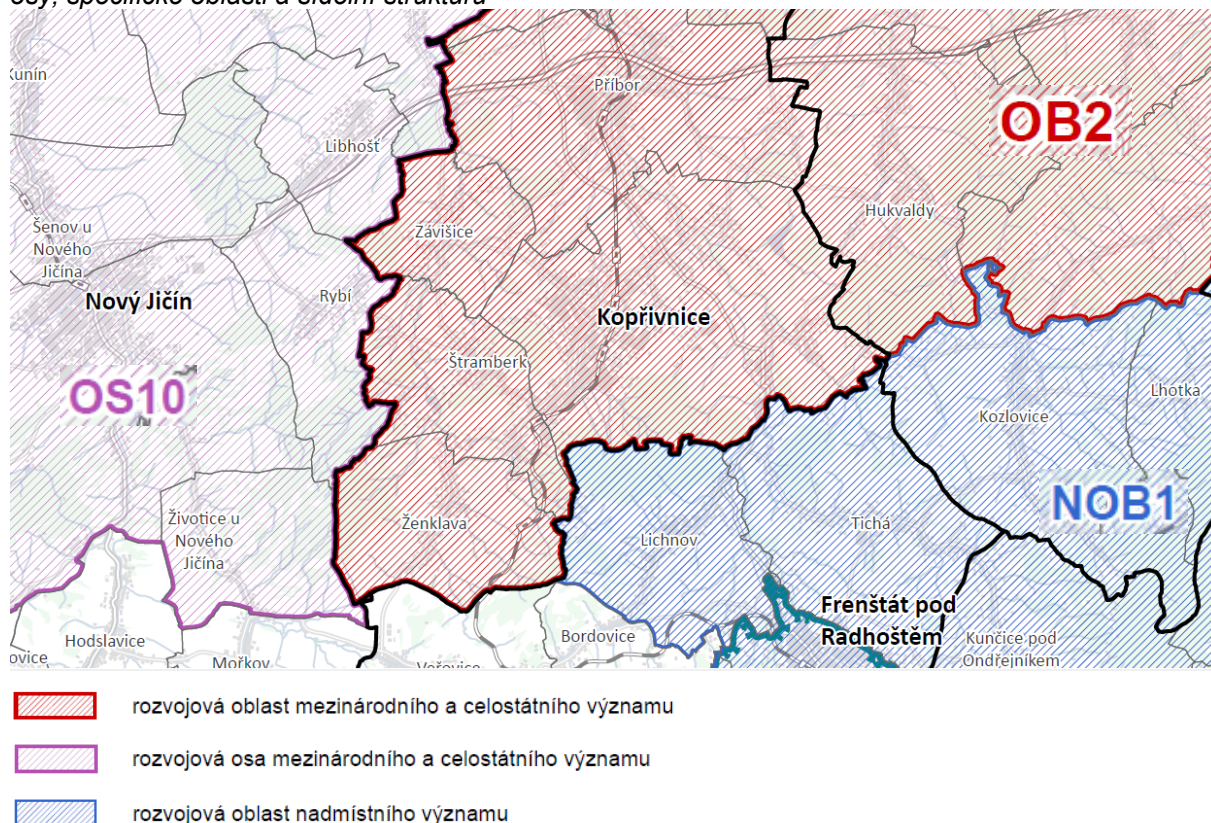 osy, specifické oblasti a sídelní struktura
Kunín
Příbor
OB2
Libhošť
Hukvaldy
Závišice
Šenov u
Nového
Jičína
Nový Jičín
Rybí
Kopřivnice
Štramberk
OS10
Lhotka
Kozlovice
NOB1
Životice u
Nového
Jičína
Ženklava
Lichnov
Tichá
Frenštát pod
Radhoštěm
Hodslavice
Bordovice
Kunčice pod
Ondřejníkem
ovice
Mořkov
Veřovice
rozvojová oblast mezinárodního a celostátního významu
rozvojová osa mezinárodního a celostátního významu
rozvojová oblast nadmístního významu